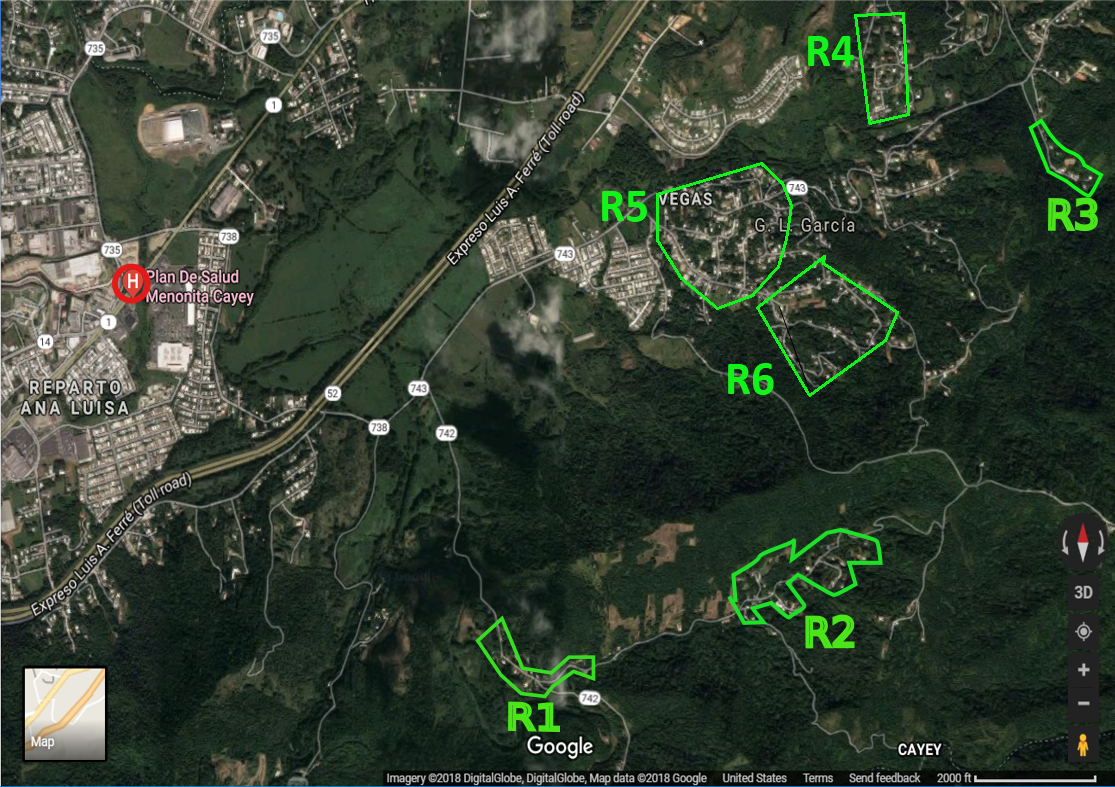 735
735
1
R4
Expreso Luis A. Ferré (Toll road)
R5
VEGAS
743
R3
G. L. García
735
738
743
H
Plan De Salud
Menonita Cayey
1
14
R6
REPARTO
ANA LUISA
52
743
738
742
Expreso Luis A. Ferré (Toll road)
3D
R2
R1
742
Map
Google
CAYEY
Imagery ©2018 DigitalGlobe, DigitalGlobe, Map data ©2018 Google United States Terms Send feedback 2000 ft